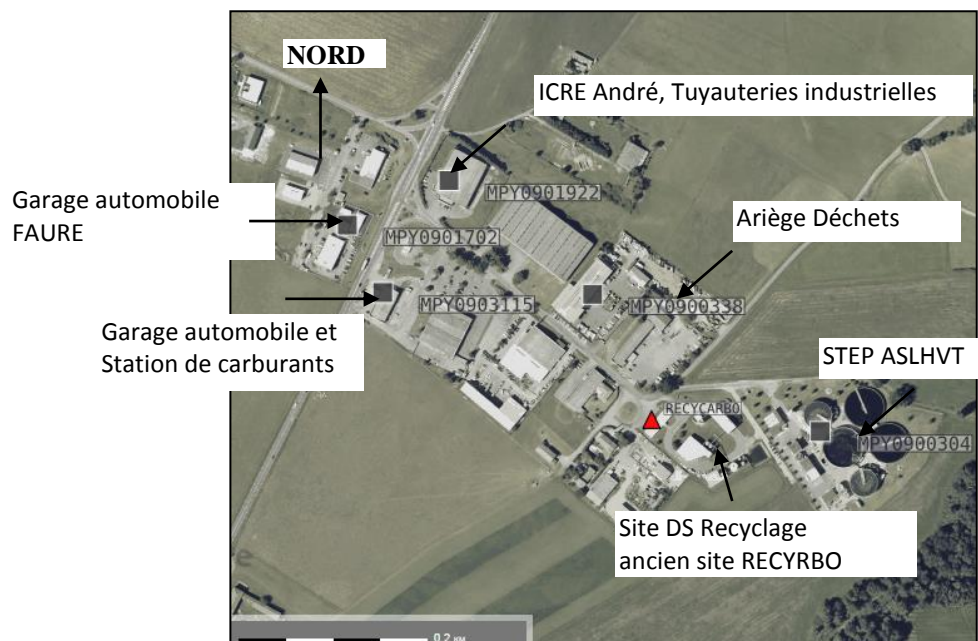 NORD
ICRE André, Tuyauteries industrielles
Garage automobile
FAURE
MPY0901922
Ariège Déchets
MPY0901702
MPY0903115
MPY0900338
Garage automobile et
Station de carburants
STEP ASLHVT
RECYCARBO
MPY0900304
Site DS Recyclage
ancien site RECYRBO
0.2 KM